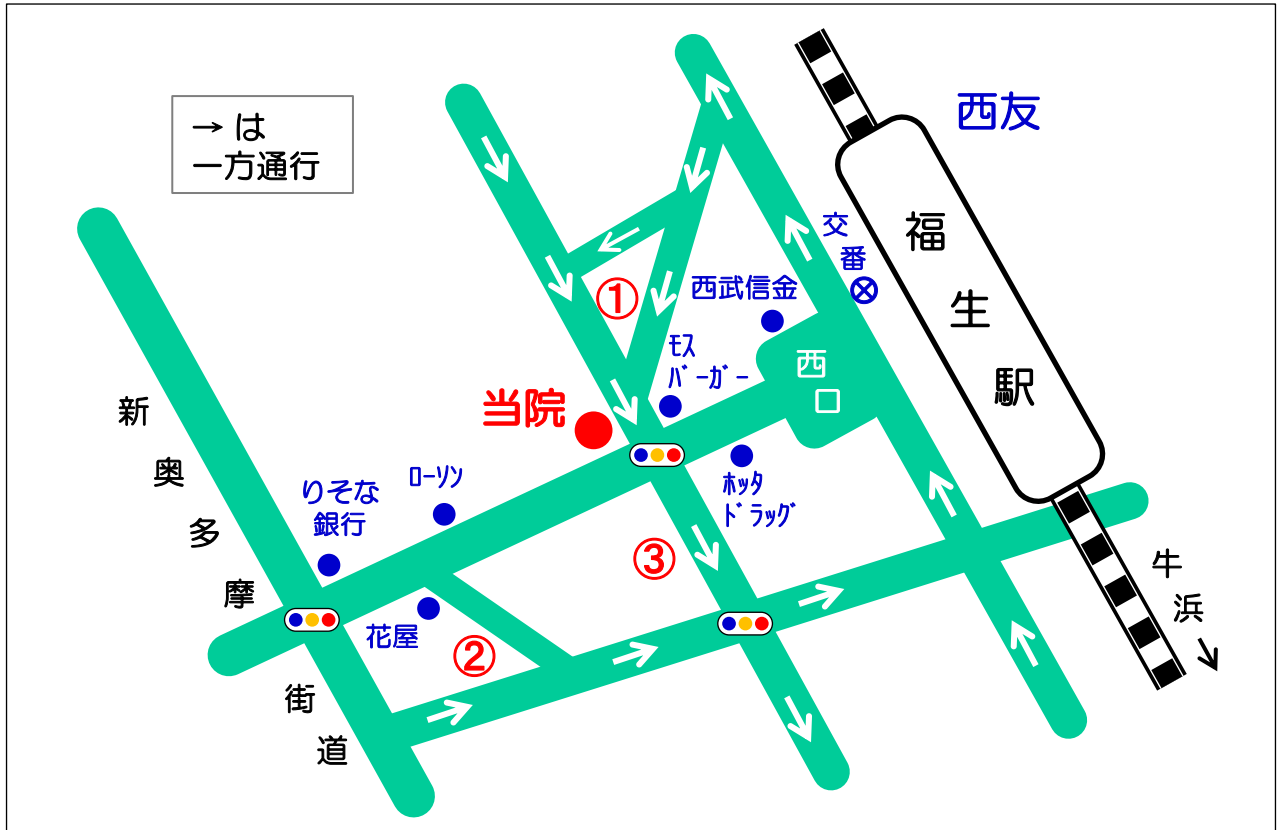 → は
一方通行
西友
交番
福生駅
西武信金
①
モス
バーガー
西口
当院
新奥多摩街道
りそな
銀行
ローソン
ホッタ
ドラッグ
③
花屋
②
牛浜